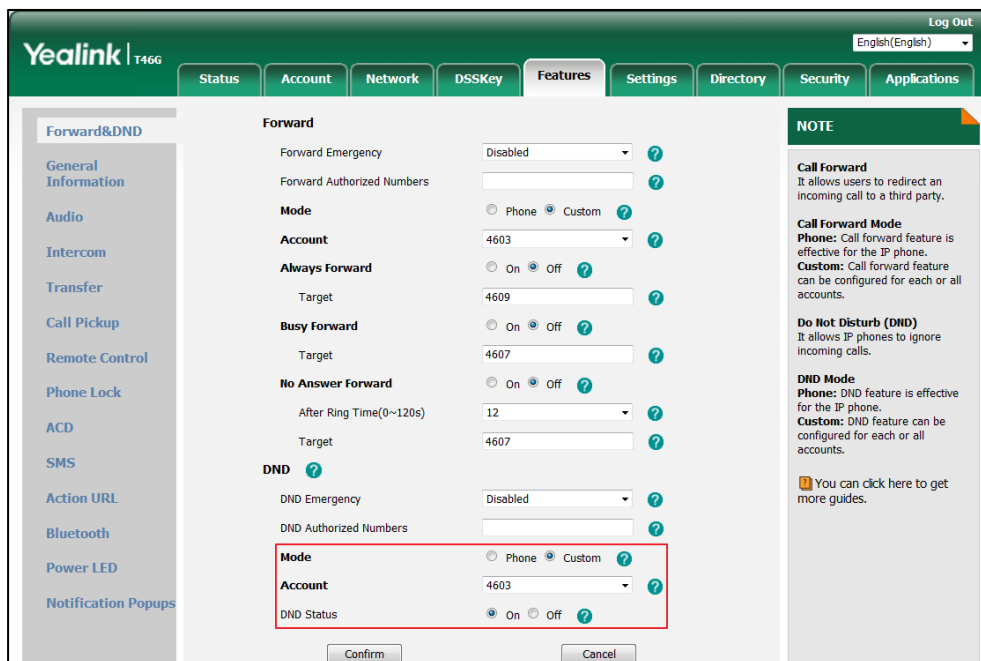 Log Out
Yealink | T46G
English(English)
Status Account Network DSSKey Features Settings Directory Security Applications
Forward&DND
General
Information
Audio
Intercom
Transfer
Call Pickup
Remote Control
Phone Lock
ACD
SMS
Action URL
Bluetooth
Power LED
Notification Popups
Forward
Forward Emergency Disabled ?
Forward Authorized Numbers ?
Mode Phone Custom ?
Account 4603 ?
Always Forward On Off ?
Target 4609 ?
Busy Forward On Off ?
Target 4607 ?
No Answer Forward On Off ?
After Ring Time(0~120s) 12 ?
Target 4607 ?
DND ?
DND Emergency Disabled ?
DND Authorized Numbers ?
Mode Phone Custom ?
Account 4603 ?
DND Status On Off ?
Confirm Cancel
NOTE
Call Forward
It allows users to redirect an
incoming call to a third party.
Call Forward Mode
Phone: Call forward feature is
effective for the IP phone.
Custom: Call forward feature
can be configured for each or all
accounts.
Do Not Disturb (DND)
It allows IP phones to ignore
incoming calls.
DND Mode
Phone: DND feature is effective
for the IP phone.
Custom: DND feature can be
configured for each or all
accounts.
? You can click here to get
more guides.